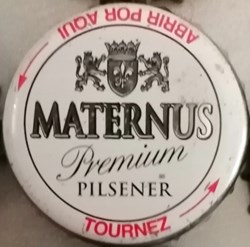 ABRIR POR AQUI
MATERNUS
Premium
PILSENER
TOURNEZ